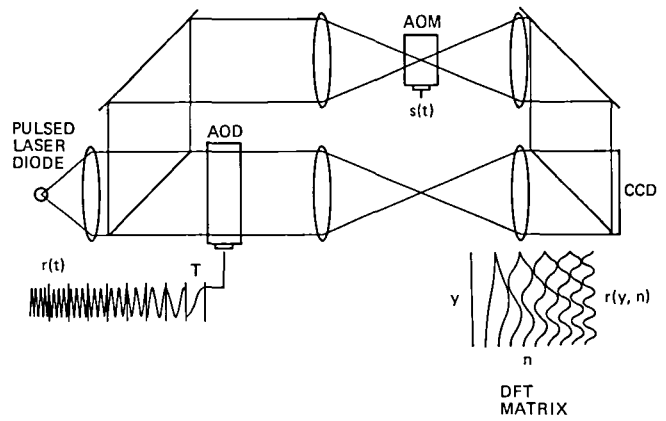 AOM
s(t)
PULSED
LASER
DIODE
AOD
CCD
r(t)
T
y
r(y, n)
n
DFT
MATRIX